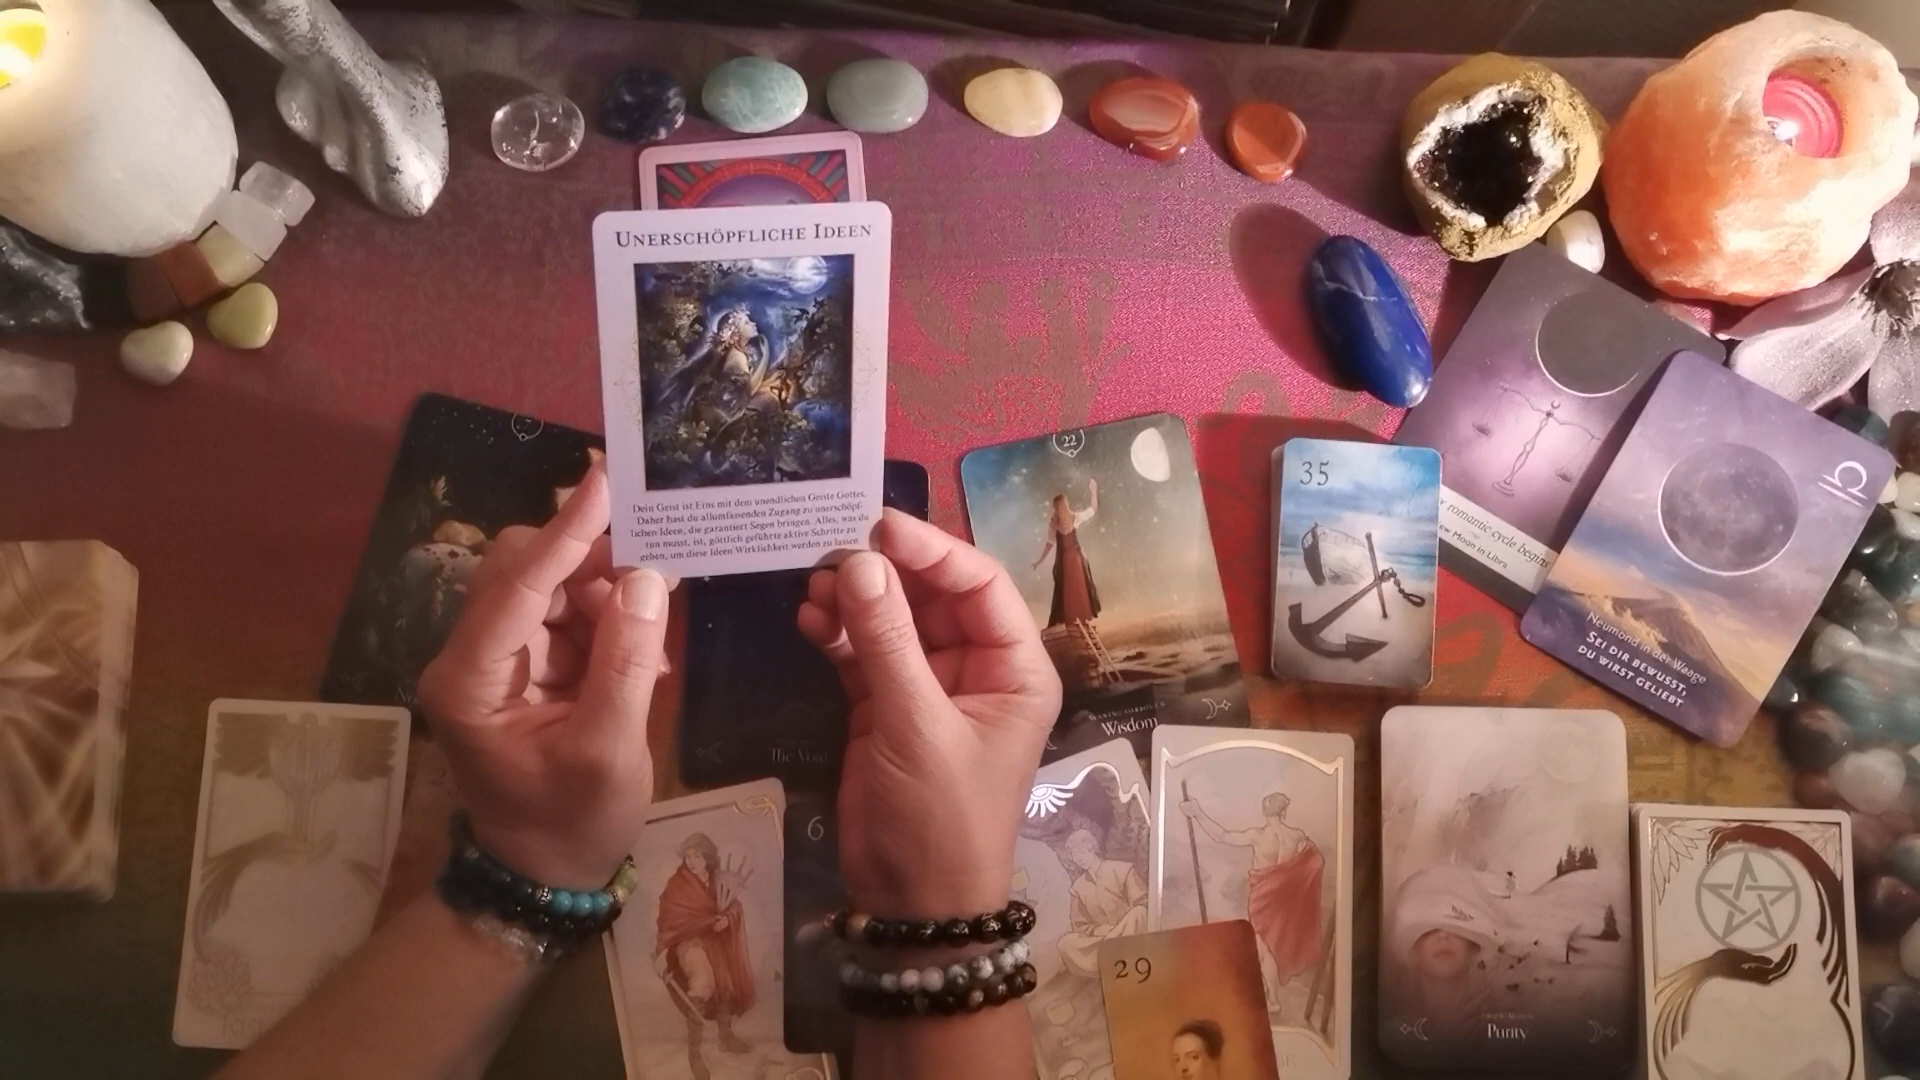 UNERSCHÖPFLICHE IDEEN
Dein Geist ist Eins mit dem unendlichen Geiste Gottes.
Daher hast du allumfassenden Zugang zu unerschöpf-
lichen Ideen, die garantiert Segen bringen. Alles, was du
tun musst, ist, göttlich geführte aktive Schritte zu
gehen, um diese Ideen Wirklichkeit werden zu lassen.
22
Wisdom
35
romantic cycle begins
New Moon in Libra
Neumond in der Waage
SEI DIR BEWUSST,
DU WIRST GELIEBT
The Void
6
29
Purity